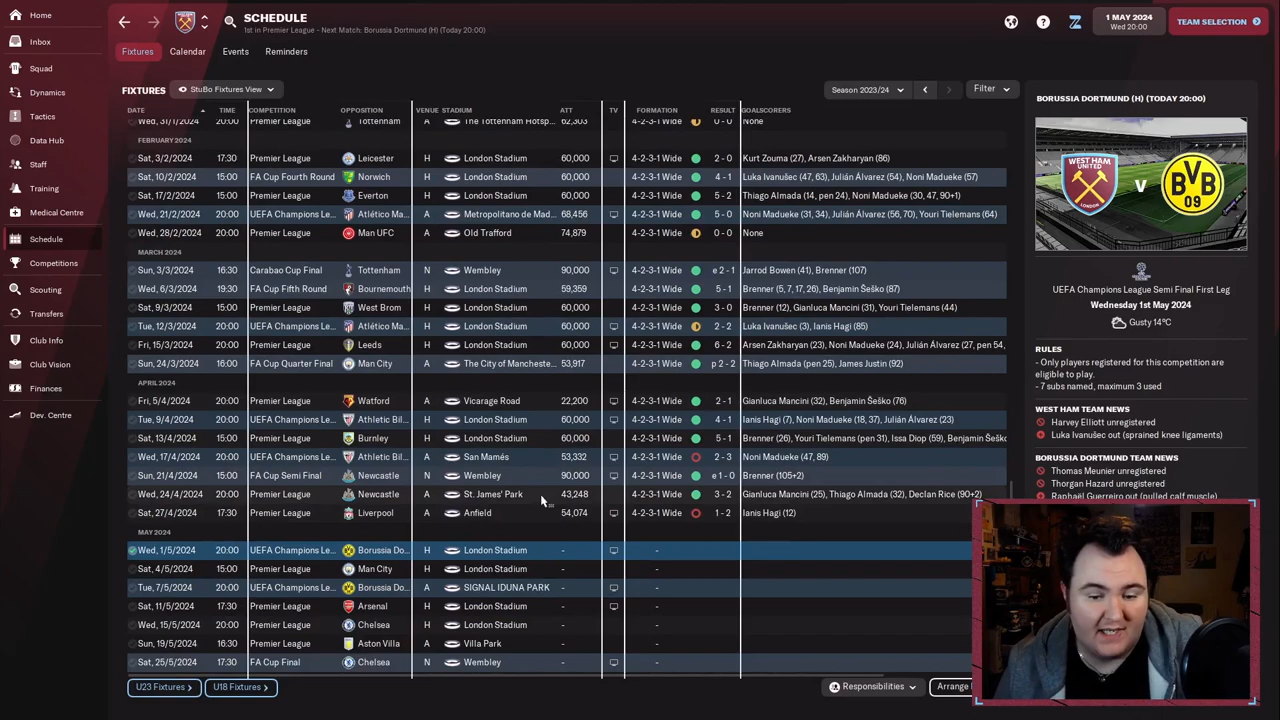 Home
Inbox
Squad
Dynamics
Tactics
Data Hub
Staff
Training
Medical Centre
Schedule
Competitions
Scouting
Transfers
Club Info
Club Vision
Finances
Dev. Centre
SCHEDULE
1st in Premier League - Next Match: Borussia Dortmund (H) (Today 20:00)
1 MAY 2024
Wed 20:00
TEAM SELECTION
Fixtures Calendar Events Reminders
FIXTURES StuBo Fixtures View Season 2023/24 Filter
DATE TIME COMPETITION OPPOSITION VENUE STADIUM ATT TV FORMATION RESULT GOALSCORERS
Wed, 31/1/2024 20:00 Premier League Tottenham A The Tottenham Hotsp... 62,303 4-2-3-1 Wide 0 - 0 None
FEBRUARY 2024
Sat, 3/2/2024 17:30 Premier League Leicester H London Stadium 60,000 4-2-3-1 Wide 2 - 0 Kurt Zouma (27), Arsen Zakharyan (86)
Sat, 10/2/2024 15:00 FA Cup Fourth Round Norwich H London Stadium 60,000 4-2-3-1 Wide 4 - 1 Luka Ivanušec (47, 63), Julián Álvarez (54), Noni Madueke (57)
Sat, 17/2/2024 15:00 Premier League Everton H London Stadium 60,000 4-2-3-1 Wide 5 - 2 Thiago Almada (14, pen 24), Noni Madueke (30, 47, 90+1)
Wed, 21/2/2024 20:00 UEFA Champions Le... Atlético Ma... A Metropolitano de Mad... 68,456 4-2-3-1 Wide 5 - 0 Noni Madueke (31, 34), Julián Álvarez (56, 70), Youri Tielemans (64)
Wed, 28/2/2024 20:00 Premier League Man UFC A Old Trafford 74,879 4-2-3-1 Wide 0 - 0 None
MARCH 2024
Sun, 3/3/2024 16:30 Carabao Cup Final Tottenham N Wembley 90,000 4-2-3-1 Wide e 2 - 1 Jarrod Bowen (41), Brenner (107)
Wed, 6/3/2024 19:30 FA Cup Fifth Round Bournemouth H London Stadium 59,359 4-2-3-1 Wide 5 - 1 Brenner (5, 7, 17, 26), Benjamin Šeško (87)
Sat, 9/3/2024 15:00 Premier League West Brom H London Stadium 60,000 4-2-3-1 Wide 3 - 0 Brenner (12), Gianluca Mancini (31), Youri Tielemans (44)
Tue, 12/3/2024 20:00 UEFA Champions Le... Atlético Ma... H London Stadium 60,000 4-2-3-1 Wide 2 - 2 Luka Ivanušec (3), Ianis Hagi (85)
Fri, 15/3/2024 20:00 Premier League Leeds H London Stadium 60,000 4-2-3-1 Wide 6 - 2 Arsen Zakharyan (23), Noni Madueke (24), Julián Álvarez (27, pen 54,
Sun, 24/3/2024 16:00 FA Cup Quarter Final Man City A The City of Mancheste... 53,917 4-2-3-1 Wide p 2 - 2 Thiago Almada (pen 25), James Justin (92)
APRIL 2024
Fri, 5/4/2024 20:00 Premier League Watford A Vicarage Road 22,200 4-2-3-1 Wide 2 - 1 Gianluca Mancini (32), Benjamin Šeško (76)
Tue, 9/4/2024 20:00 UEFA Champions Le... Athletic Bil... H London Stadium 60,000 4-2-3-1 Wide 4 - 1 Ianis Hagi (7), Noni Madueke (18, 37), Julián Álvarez (23)
Sat, 13/4/2024 15:00 Premier League Burnley H London Stadium 60,000 4-2-3-1 Wide 5 - 1 Brenner (26), Youri Tielemans (pen 31), Issa Diop (59), Benjamin Šeško
Wed, 17/4/2024 20:00 UEFA Champions Le... Athletic Bil... A San Mamés 53,332 4-2-3-1 Wide 2 - 3 Noni Madueke (47, 89)
Sun, 21/4/2024 15:00 FA Cup Semi Final Newcastle N Wembley 90,000 4-2-3-1 Wide e 1 - 0 Brenner (105+2)
Wed, 24/4/2024 20:00 Premier League Newcastle A St. James' Park 43,248 4-2-3-1 Wide 3 - 2 Gianluca Mancini (25), Thiago Almada (32), Declan Rice (90+2)
Sat, 27/4/2024 17:30 Premier League Liverpool A Anfield 54,074 4-2-3-1 Wide 1 - 2 Ianis Hagi (12)
MAY 2024
Wed, 1/5/2024 20:00 UEFA Champions Le... Borussia Do... H London Stadium - -
Sat, 4/5/2024 15:00 Premier League Man City H London Stadium - -
Tue, 7/5/2024 20:00 UEFA Champions Le... Borussia Do... A SIGNAL IDUNA PARK - -
Sat, 11/5/2024 17:30 Premier League Arsenal H London Stadium - -
Wed, 15/5/2024 20:00 Premier League Chelsea H London Stadium - -
Sun, 19/5/2024 16:30 Premier League Aston Villa A Villa Park - -
Sat, 25/5/2024 17:30 FA Cup Final Chelsea N Wembley - -
U23 Fixtures U18 Fixtures Responsibilities Arrange
BORUSSIA DORTMUND (H) (TODAY 20:00)
WEST HAM UNITED LONDON V BVB 09
UEFA Champions League Semi Final First Leg
Wednesday 1st May 2024
Gusty 14°C
RULES
- Only players registered for this competition are
eligible to play.
- 7 subs named, maximum 3 used
WEST HAM TEAM NEWS
Harvey Elliott unregistered
Luka Ivanušec out (sprained knee ligaments)
BORUSSIA DORTMUND TEAM NEWS
Thomas Meunier unregistered
Thorgan Hazard unregistered
Raphaël Guerreiro out (pulled calf muscle)